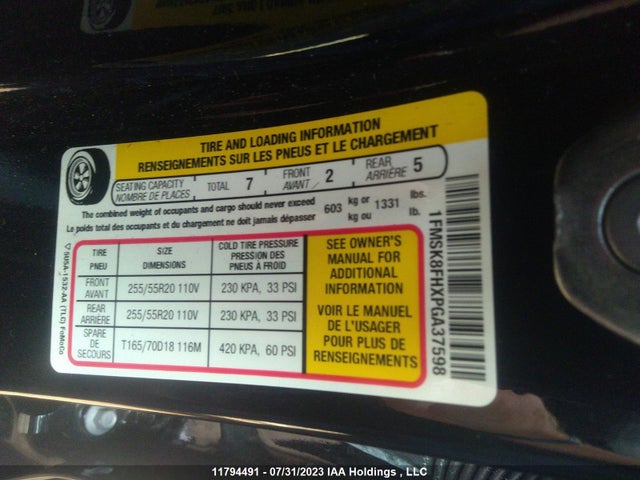 TIRE AND LOADING INFORMATION
RENSEIGNEMENTS SUR LES PNEUS ET LE CHARGEMENT
SEATING CAPACITY
NOMBRE DE PLACES
TOTAL 7
FRONT
AVANT 2
REAR
ARRIÈRE 5
The combined weight of occupants and cargo should never exceed 603 kg or 1331 lbs.
Le poids total des occupants et du chargement ne doit jamais dépasser kg ou lb.
TIRE
PNEU
SIZE
DIMENSIONS
COLD TIRE PRESSURE
PRESSION DES
PNEUS À FROID
FRONT
AVANT
255/55R20 110V
230 KPA, 33 PSI
REAR
ARRIÈRE
255/55R20 110V
230 KPA, 33 PSI
SPARE
DE SECOURS
T165/70D18 116M
420 KPA, 60 PSI
SEE OWNER'S
MANUAL FOR
ADDITIONAL
INFORMATION
VOIR LE MANUEL
DE L'USAGER
POUR PLUS DE
RENSEIGNEMENTS
1FMSK8FHXPGA37598
(TLC) FoMoCo
11794491 - 07/31/2023 IAA Holdings , LLC